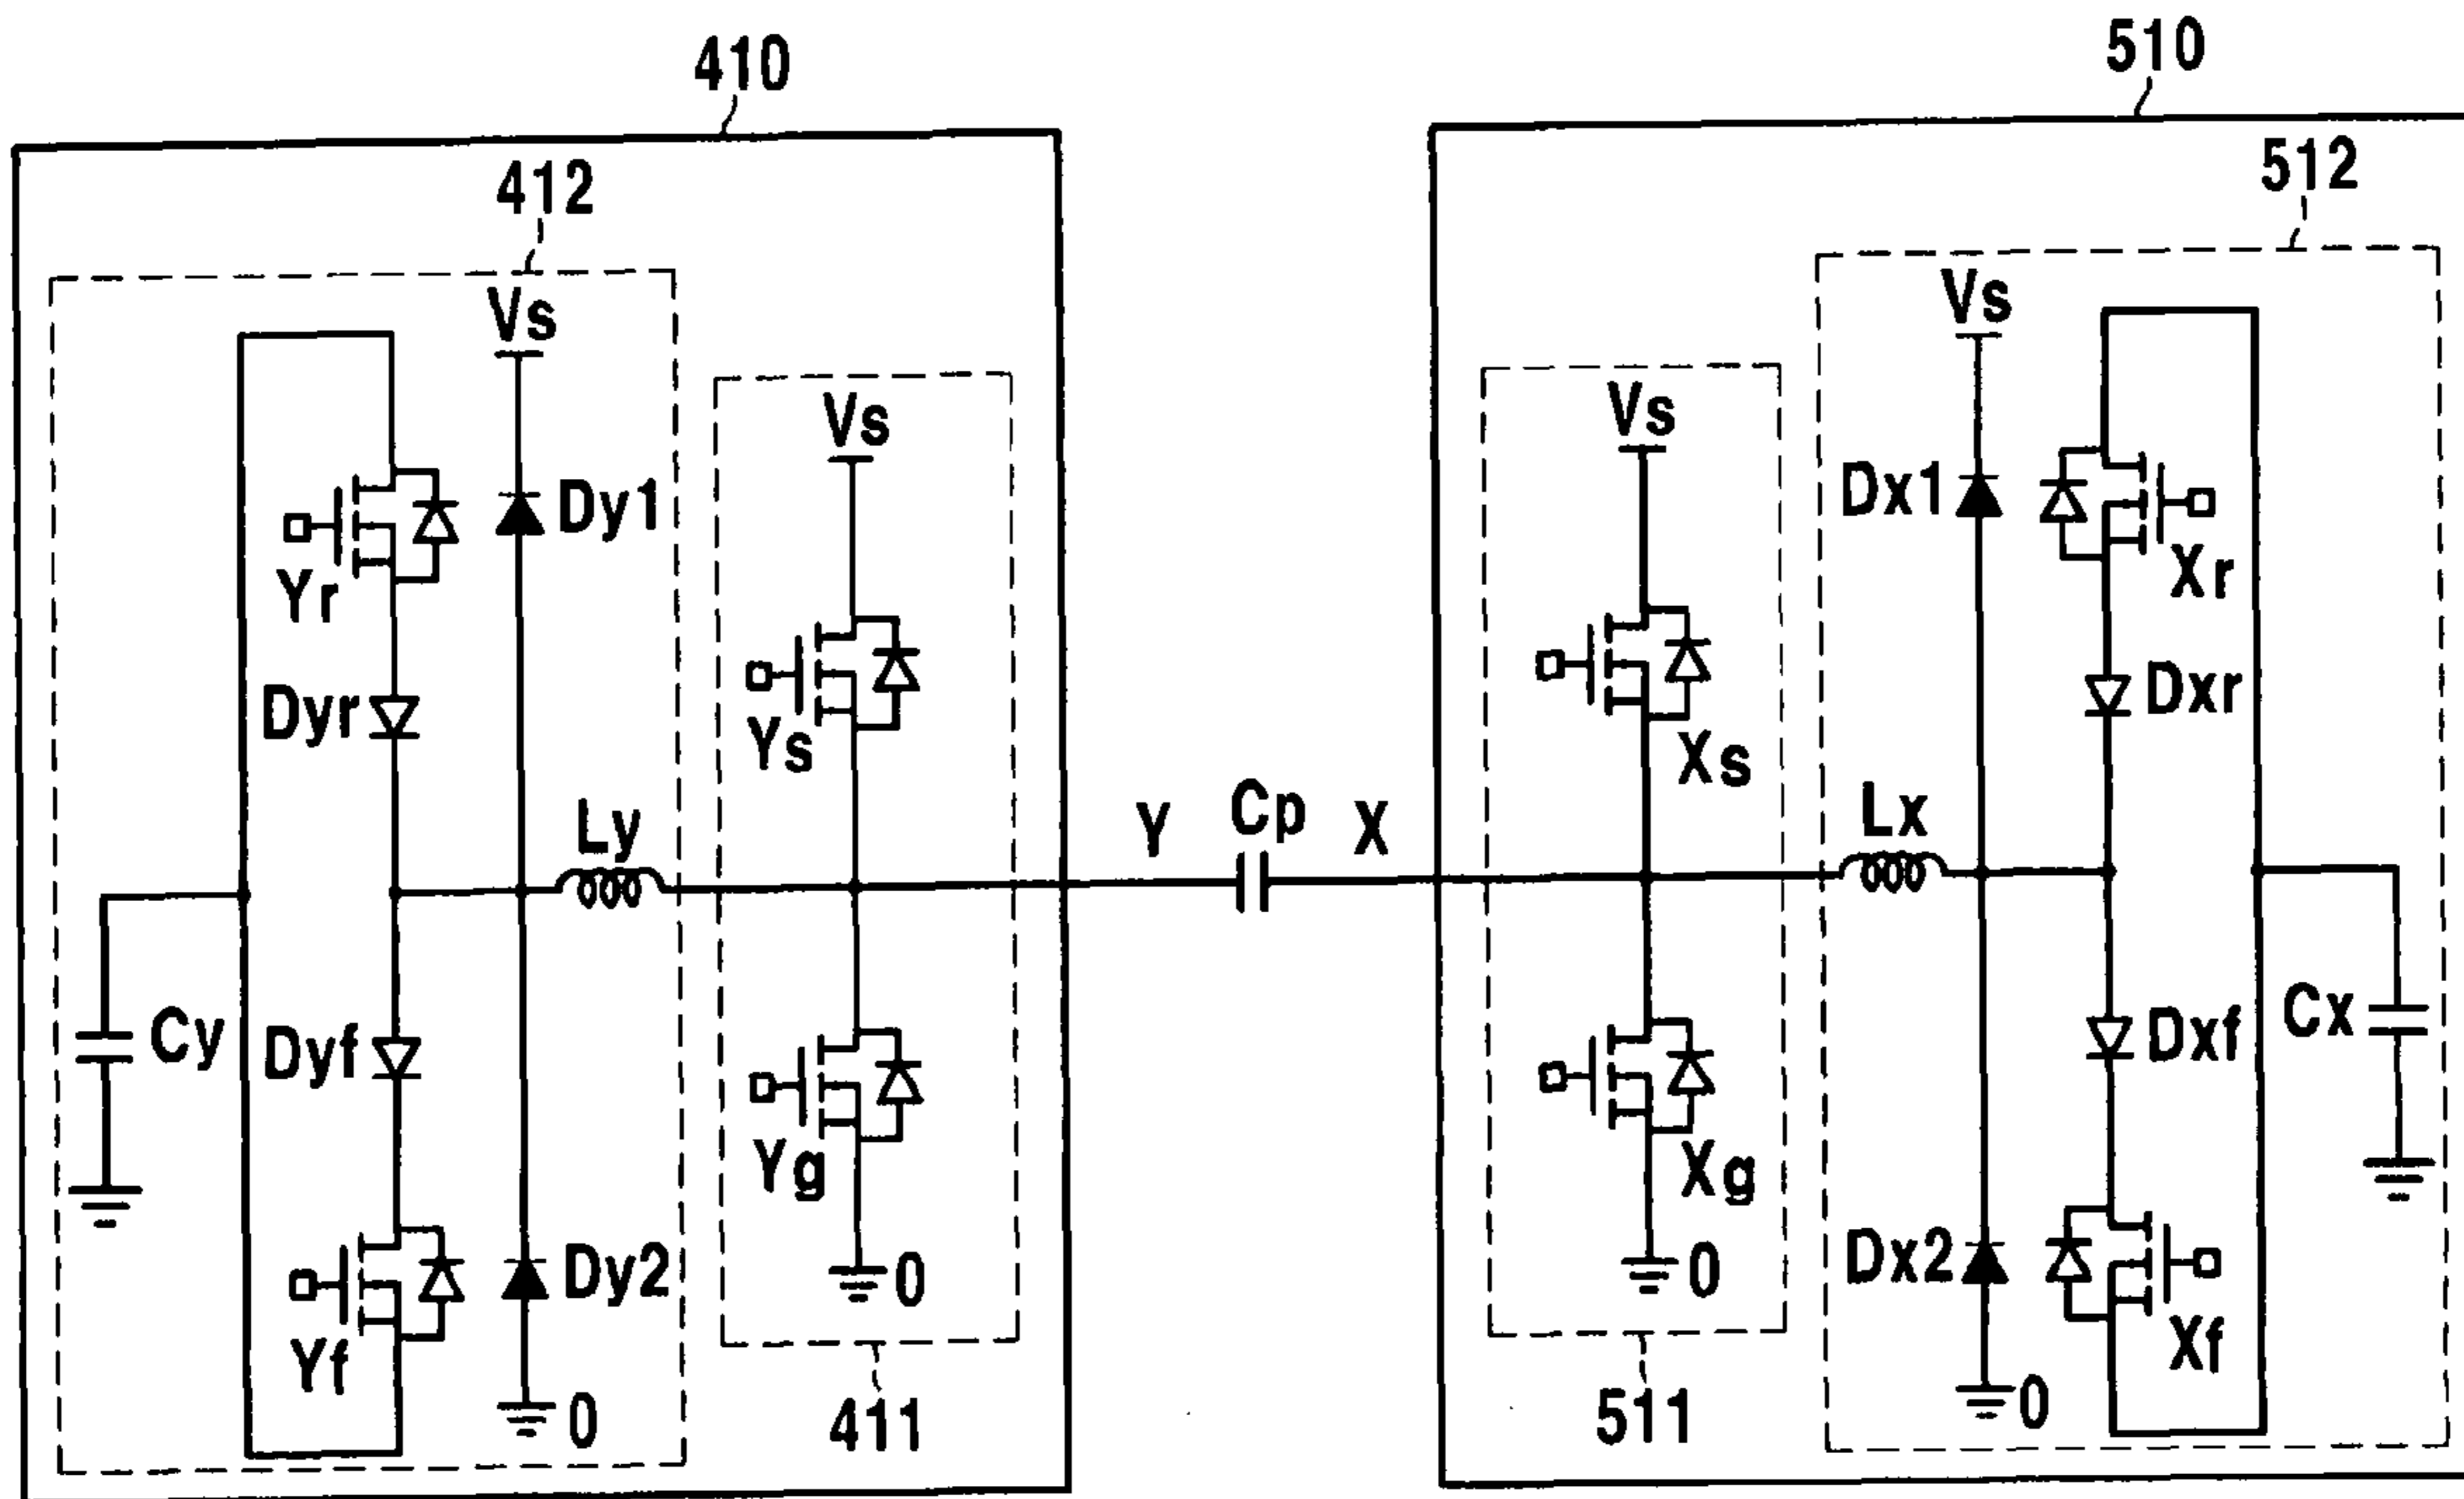 410
510
412
512
Vs
Vs
Vs
Vs
Dy1
Dx1
Yr
Xr
Dyr
Dxr
Ys
Xs
Ly
Y
Cp
X
Lx
Cy
Dyf
Dxf
Cx
Yg
Xg
Dy2
0
0
Dx2
Yf
Xf
0
0
411
511